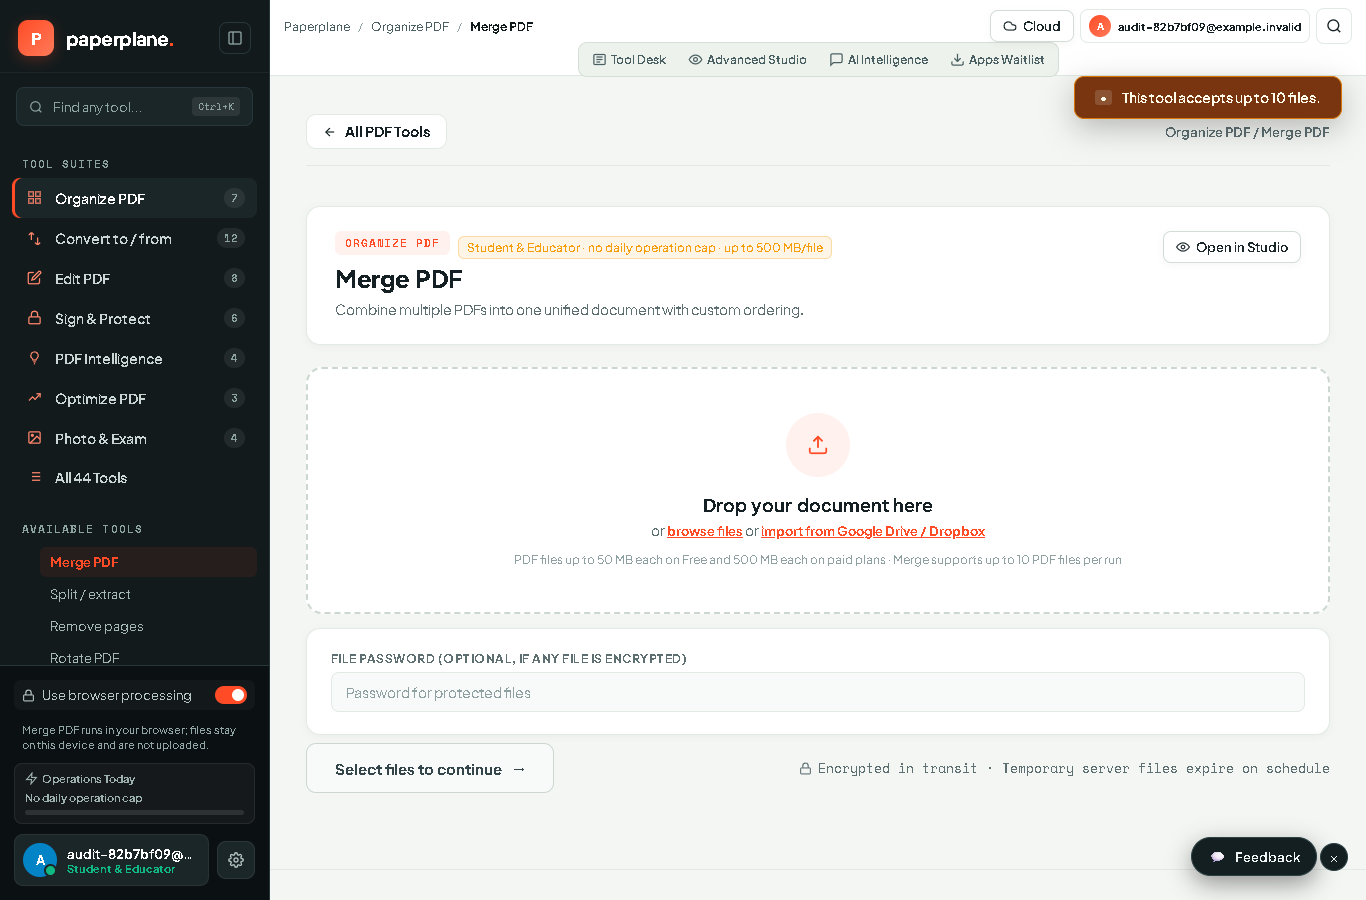 P paperplane.
Find any tool... Ctrl+K
TOOL SUITES
Organize PDF 7
Convert to / from 12
Edit PDF 8
Sign & Protect 6
PDF Intelligence 4
Optimize PDF 3
Photo & Exam 4
All 44 Tools
AVAILABLE TOOLS
Merge PDF
Split / extract
Remove pages
Rotate PDF
Use browser processing
Merge PDF runs in your browser; files stay
on this device and are not uploaded.
Operations Today
No daily operation cap
A audit-82b7bf09@...
Student & Educator
Paperplane / Organize PDF / Merge PDF
Cloud
A audit-82b7bf09@example.invalid
Tool Desk Advanced Studio AI Intelligence Apps Waitlist
This tool accepts up to 10 files.
← All PDF Tools
Organize PDF / Merge PDF
ORGANIZE PDF Student & Educator · no daily operation cap · up to 500 MB/file
Open in Studio
Merge PDF
Combine multiple PDFs into one unified document with custom ordering.
Drop your document here
or browse files or import from Google Drive / Dropbox
PDF files up to 50 MB each on Free and 500 MB each on paid plans · Merge supports up to 10 PDF files per run
FILE PASSWORD (OPTIONAL, IF ANY FILE IS ENCRYPTED)
Password for protected files
Select files to continue →
Encrypted in transit · Temporary server files expire on schedule
Feedback ×